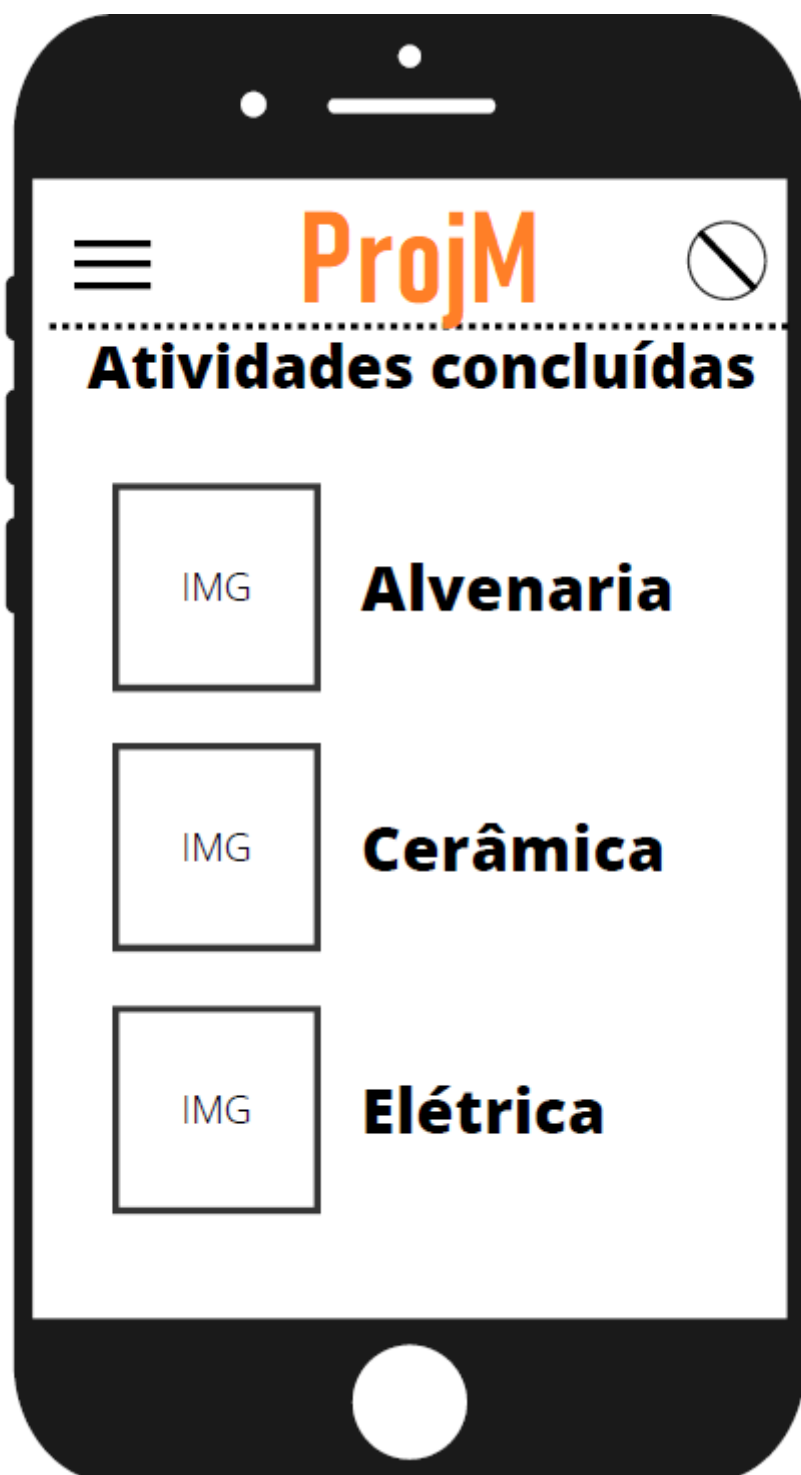 ProjM
Atividades concluídas
IMG
Alvenaria
IMG
Cerâmica
IMG
Elétrica